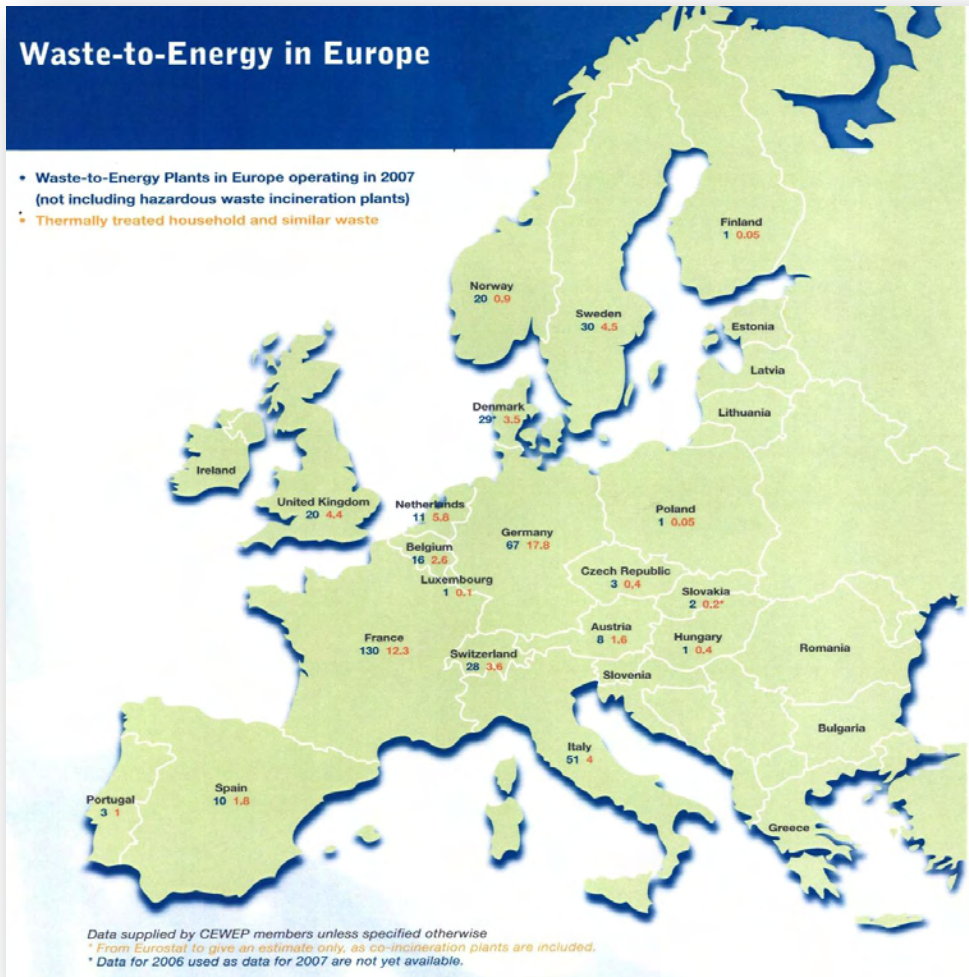 Waste-to-Energy in Europe
• Waste-to-Energy Plants in Europe operating in 2007
(not including hazardous waste incineration plants)
• Thermally treated household and similar waste
Finland
1 0.05
Norway
20 0.9
Sweden
30 4.5
Estonia
Latvia
Denmark
29* 3.5
Lithuania
Ireland
United Kingdom
20 4.4
Netherlands
11 5.8
Poland
1 0.05
Germany
67 17.8
Belgium
16 2.6
Czech Republic
3 0,4
Luxembourg
1 0.1
Slovakia
2 0.2*
Austria
8 1.6
France
130 12.3
Hungary
1 0.4
Romania
Switzerland
28 3.6
Slovenia
Bulgaria
Italy
51 4
Spain
10 1.8
Portugal
3 1
Greece
Data supplied by CEWEP members unless specified otherwise
* From Eurostat to give an estimate only, as co-incineration plants are included.
* Data for 2006 used as data for 2007 are not yet available.